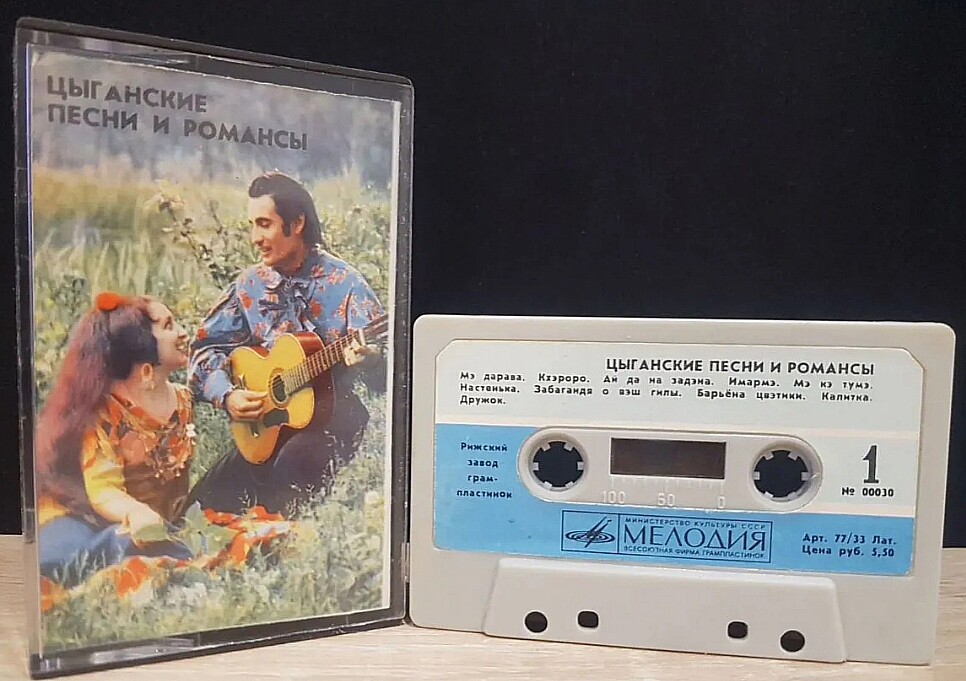 ЦЫГАНСКИЕ
ПЕСНИ И РОМАНСЫ
ЦЫГАНСКИЕ ПЕСНИ И РОМАНСЫ
Мэ дарава. Кхэроро. Ай да на задэна. Имармэ. Мэ кэ тумэ.
Настенька. Забагандя о вэш гилы. Барьёна цвэтики. Калитка.
Дружок.
Рижский
завод
грам-
пластинок
1
№ 00030
100 50 0
МИНИСТЕРСТВО КУЛЬТУРЫ СССР
МЕЛОДИЯ
ВСЕСОЮЗНАЯ ФИРМА ГРАМПЛАСТИНОК
Арт. 77/33 Лат.
Цена руб. 5,50